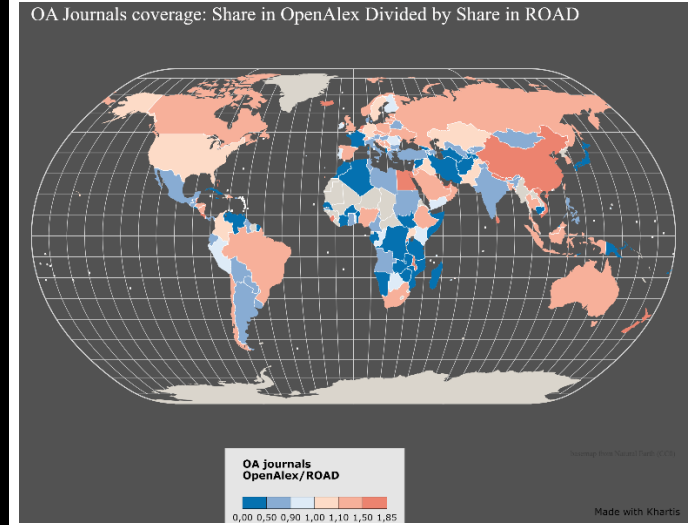 OA Journals coverage: Share in OpenAlex Divided by Share in ROAD
OA journals
OpenAlex/ROAD
0,00 0,50 0,90 1,00 1,10 1,50 1,85
Made with Khartis